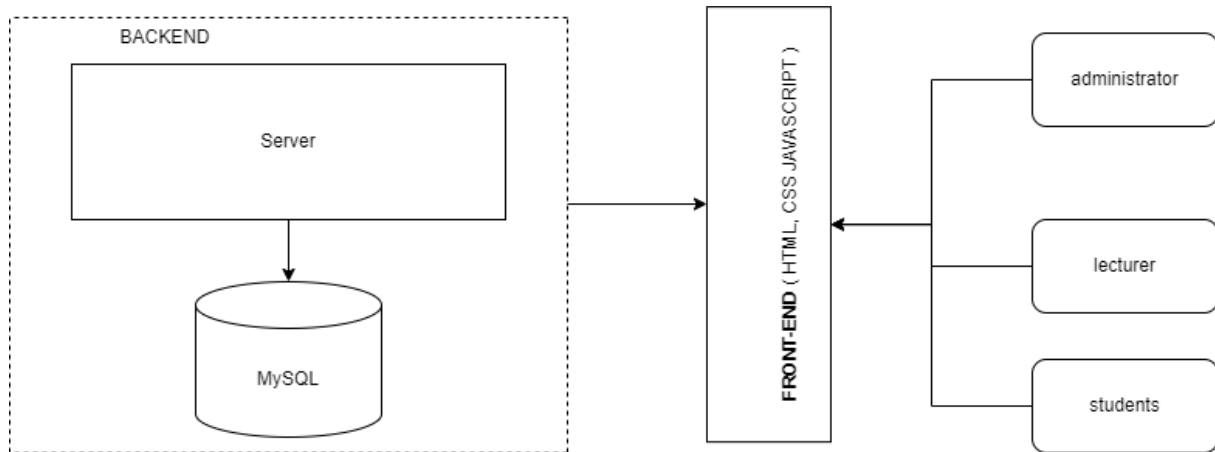 BACKEND
Server
MySQL
FRONT-END ( HTML, CSS JAVASCRIPT )
administrator
lecturer
students